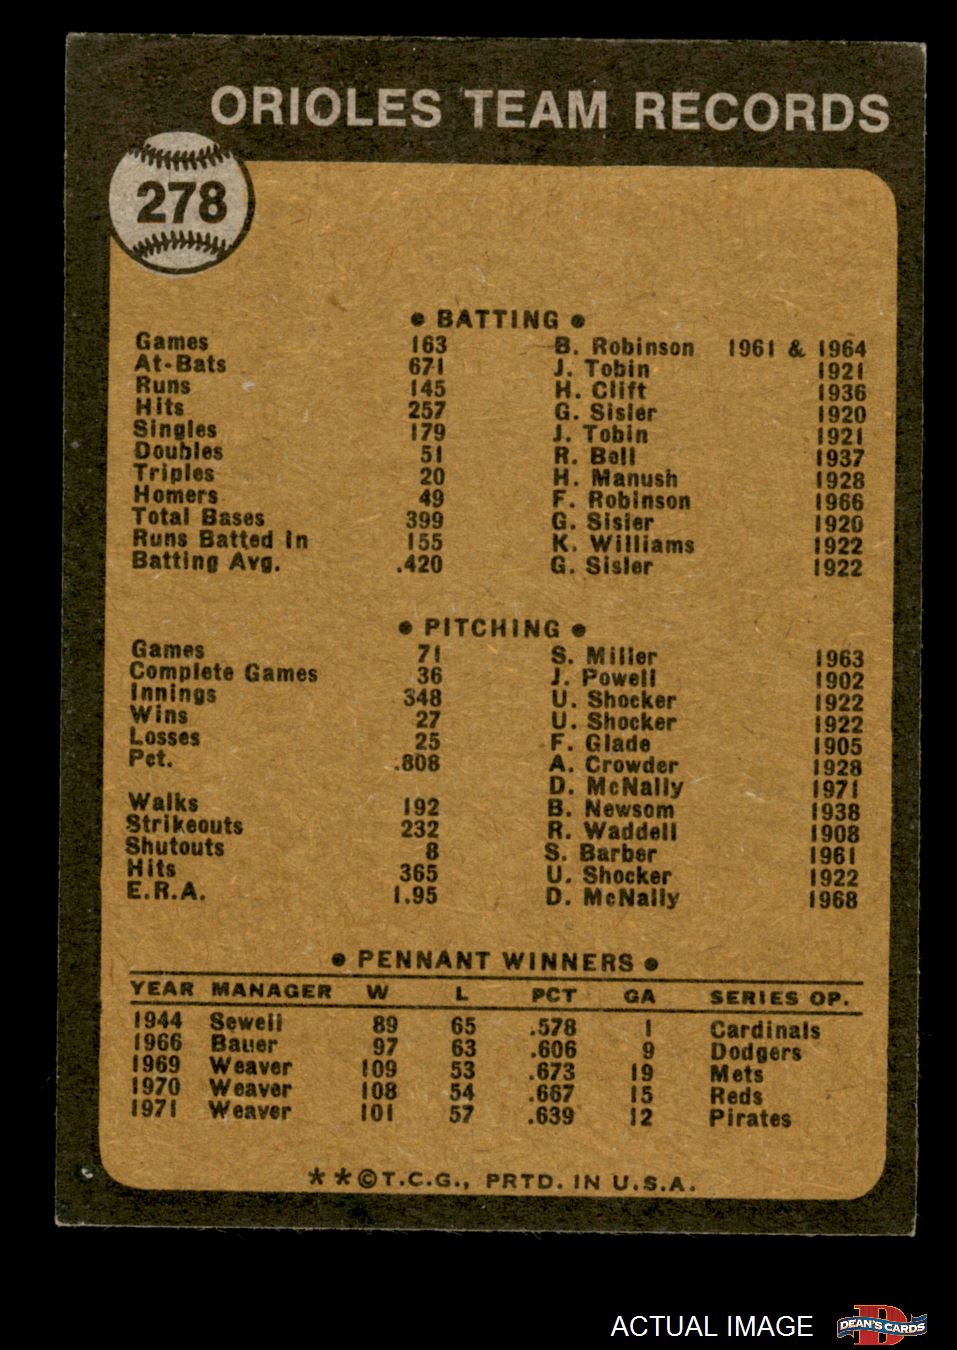 ORIOLES TEAM RECORDS
278
• BATTING •
Games 163 B. Robinson 1961 & 1964
At-Bats 671 J. Tobin 1921
Runs 145 H. Clift 1936
Hits 257 G. Sisler 1920
Singles 179 J. Tobin 1921
Doubles 51 R. Bell 1937
Triples 20 H. Manush 1928
Homers 49 F. Robinson 1966
Total Bases 399 G. Sisler 1920
Runs Batted In 155 K. Williams 1922
Batting Avg. .420 G. Sisler 1922
• PITCHING •
Games 71 S. Miller 1963
Complete Games 36 J. Powell 1902
Innings 348 U. Shocker 1922
Wins 27 U. Shocker 1922
Losses 25 F. Glade 1905
Pct. .808 A. Crowder 1928
D. McNally 1971
Walks 192 B. Newsom 1938
Strikeouts 232 R. Waddell 1908
Shutouts 8 S. Barber 1961
Hits 365 U. Shocker 1922
E.R.A. 1.95 D. McNally 1968
• PENNANT WINNERS •
YEAR MANAGER W L PCT GA SERIES OP.
1944 Sewell 89 65 .578 1 Cardinals
1966 Bauer 97 63 .606 9 Dodgers
1969 Weaver 109 53 .673 19 Mets
1970 Weaver 108 54 .667 15 Reds
1971 Weaver 101 57 .639 12 Pirates
**©T.C.G., PRTD. IN U.S.A.
ACTUAL IMAGE
D
DEAN'S CARDS